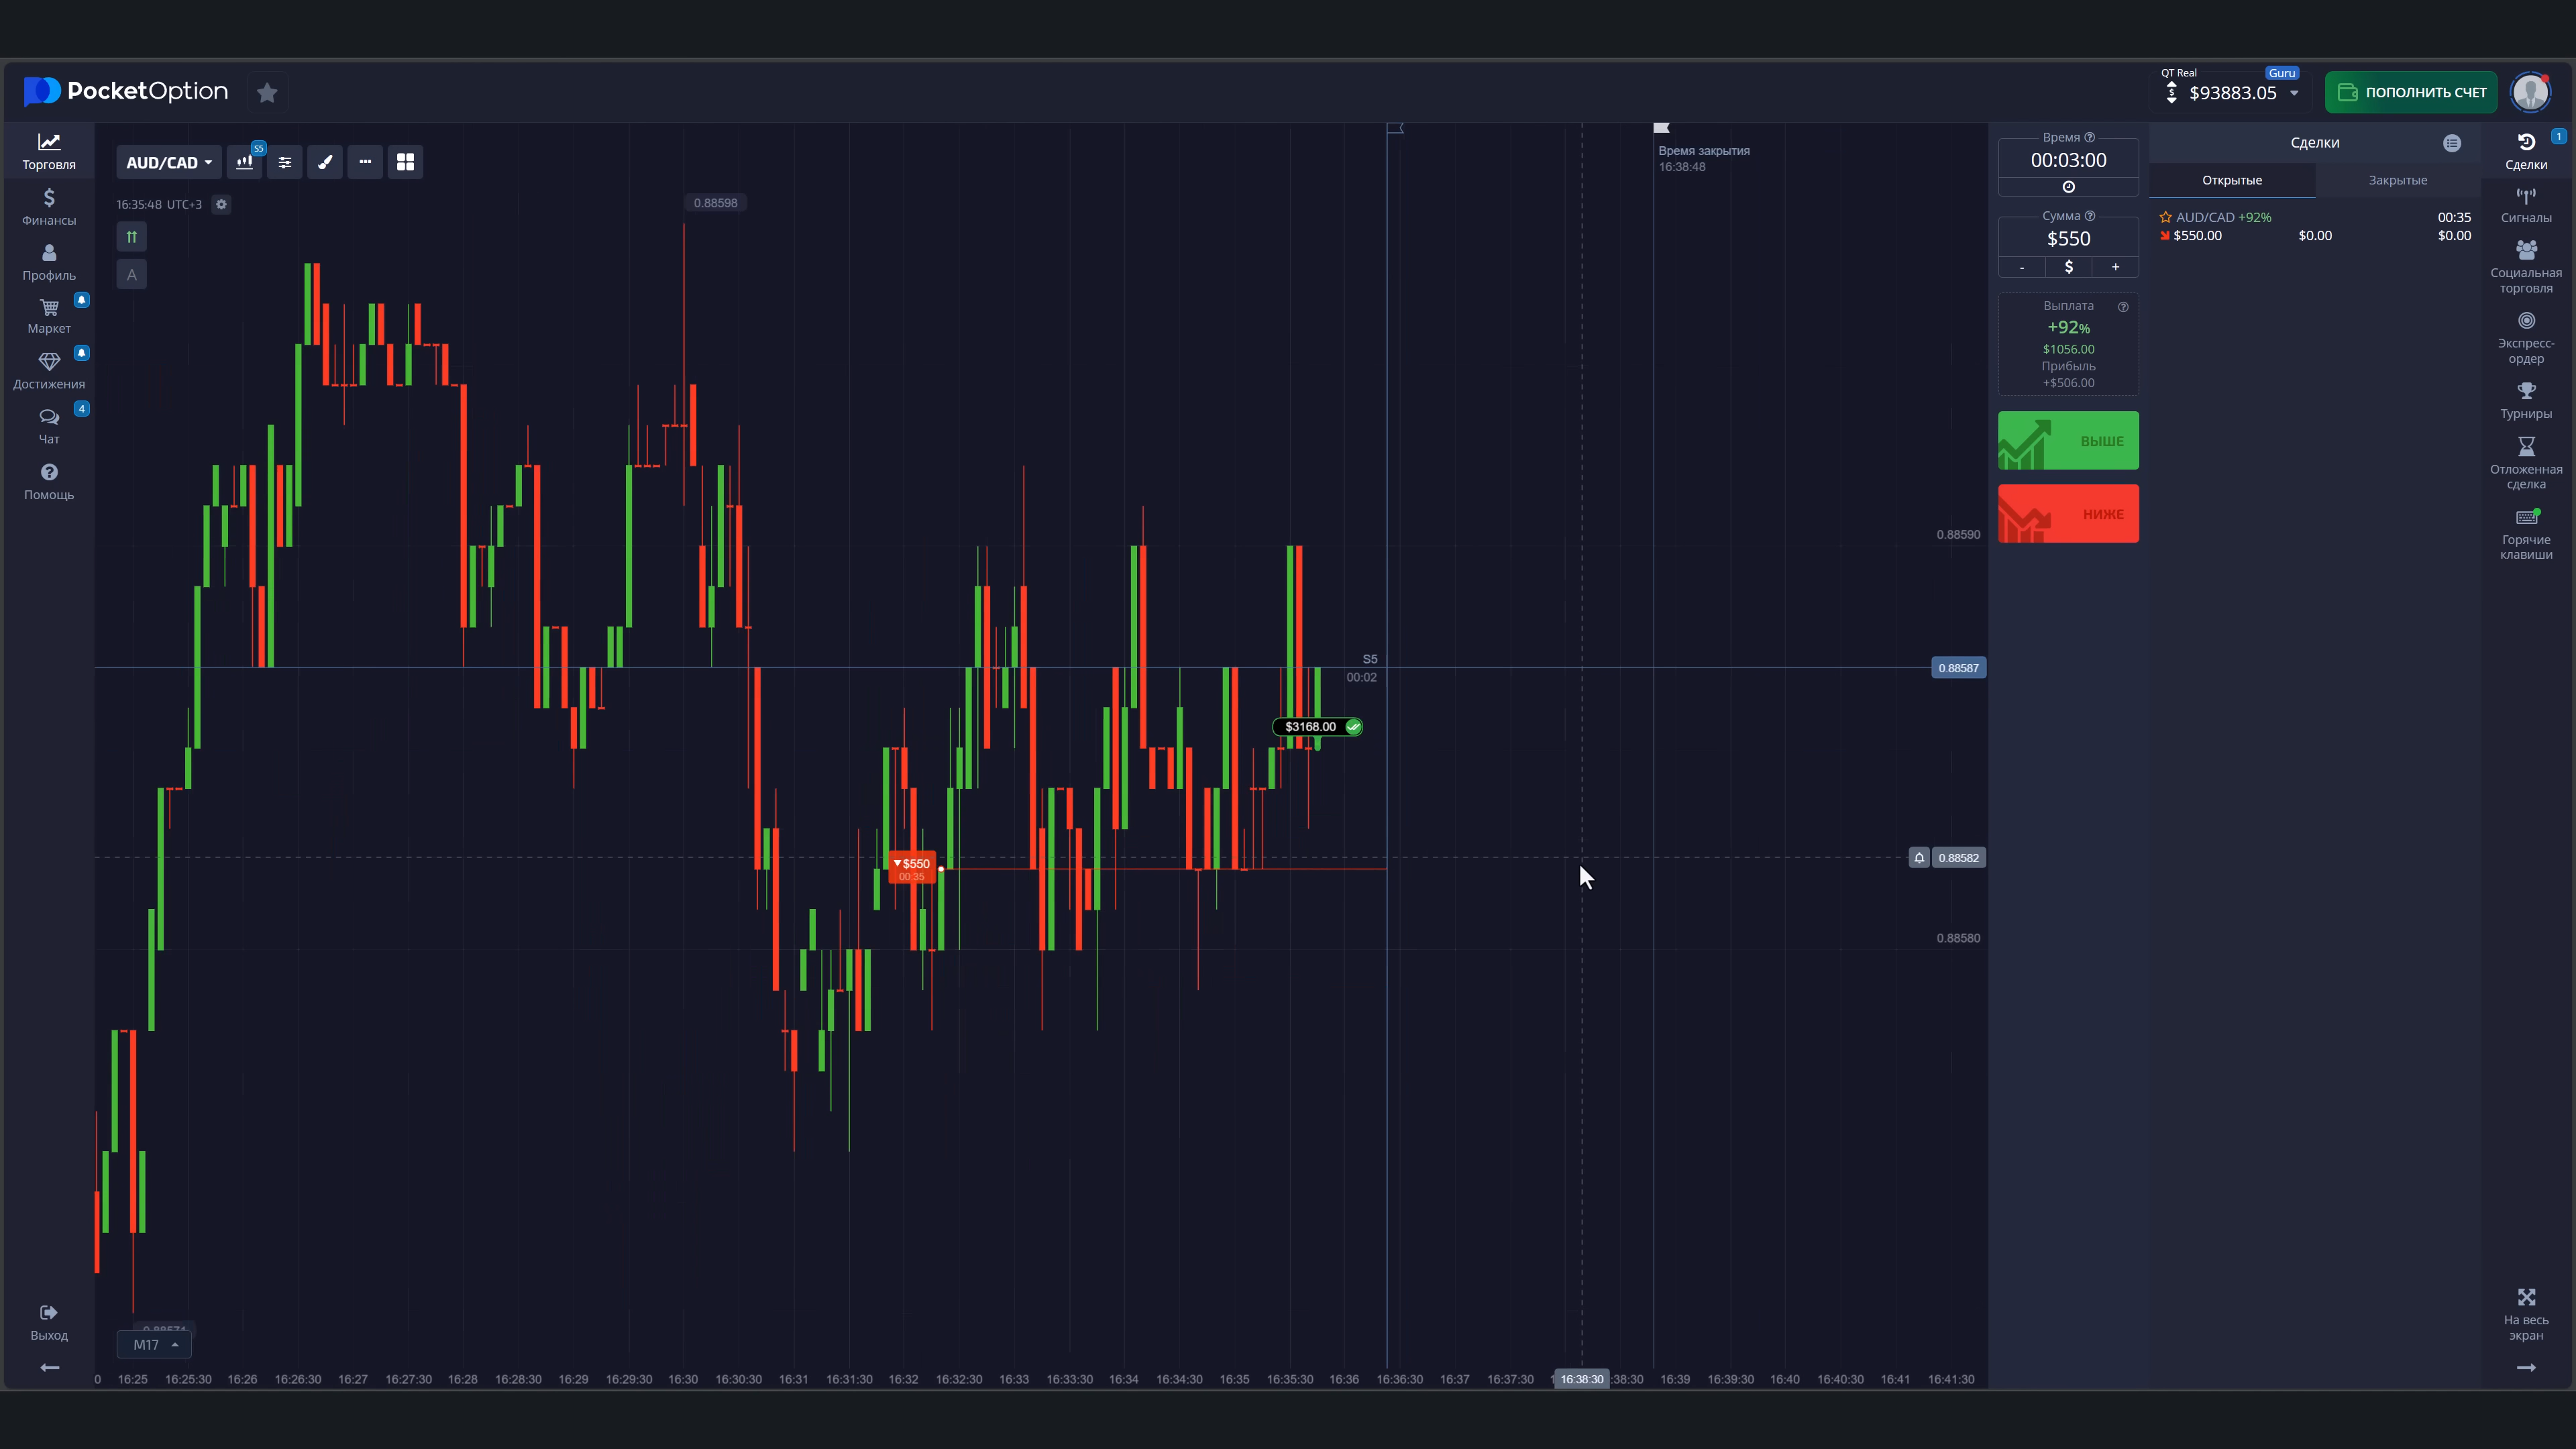 PocketOption
QT Real
Guru
$93883.05
ПОПОЛНИТЬ СЧЕТ
Торговля
Финансы
Профиль
Маркет
Достижения
4
Чат
Помощь
Выход
AUD/CAD
S5
16:35:48 UTC+3
A
0.88598
Время закрытия
16:38:48
0.88590
S5
00:02
0.88587
$3168.00
$550
00:35
0.88582
0.88580
0.88571
M17
0 16:25 16:25:30 16:26 16:26:30 16:27 16:27:30 16:28 16:28:30 16:29 16:29:30 16:30 16:30:30 16:31 16:31:30 16:32 16:32:30 16:33 16:33:30 16:34 16:34:30 16:35 16:35:30 16:36 16:36:30 16:37 16:37:30 16:38:30 :38:30 16:39 16:39:30 16:40 16:40:30 16:41 16:41:30
Время
00:03:00
Сумма
$550
- $ +
Выплата
+92%
$1056.00
Прибыль
+$506.00
ВЫШЕ
НИЖЕ
Сделки
Открытые Закрытые
AUD/CAD +92% 00:35
$550.00 $0.00 $0.00
1
Сделки
Сигналы
Социальная
торговля
Экспресс-
ордер
Турниры
Отложенная
сделка
Горячие
клавиши
На весь
экран